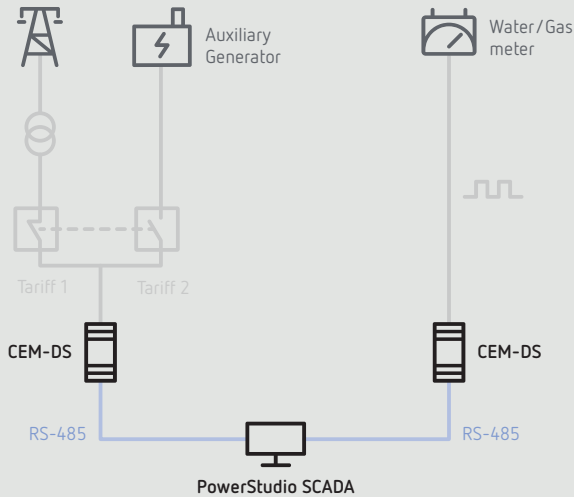 Auxiliary
Generator
Water/Gas
meter
Tariff 1
Tariff 2
CEM-DS
CEM-DS
RS-485
RS-485
PowerStudio SCADA